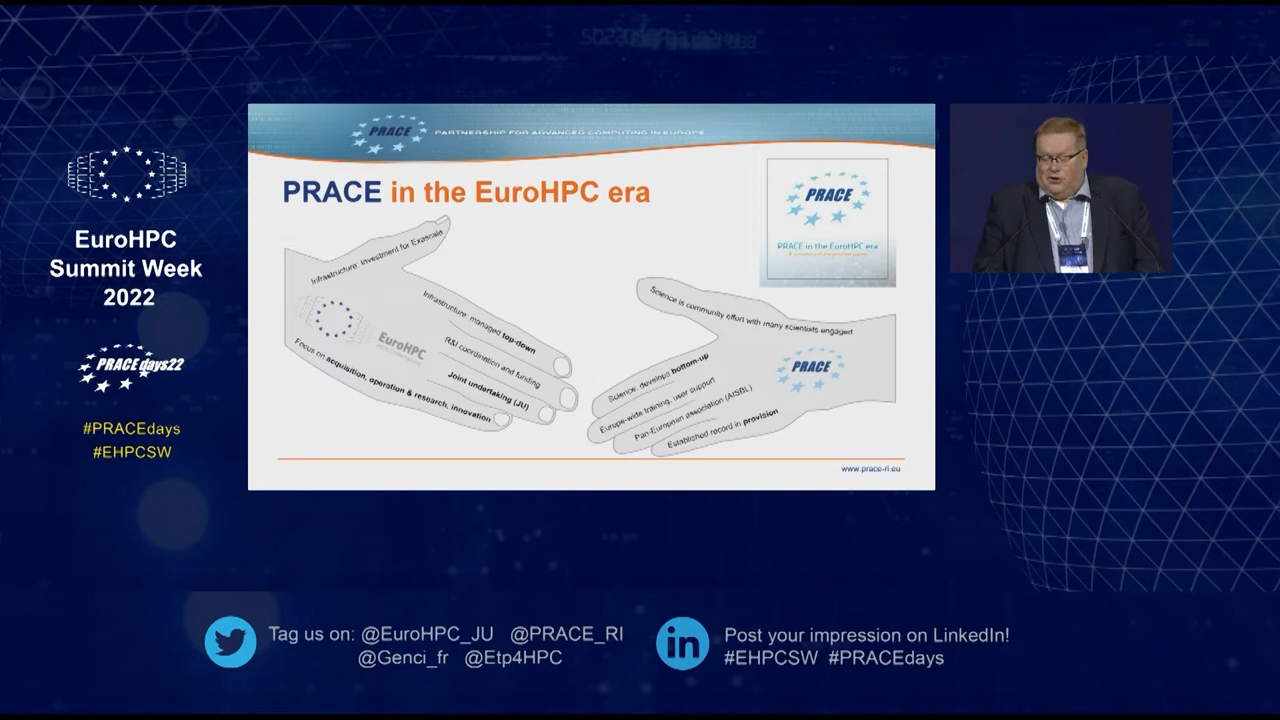 EuroHPC
Summit Week
2022
PRACEdays22
#PRACEdays
#EHPCSW
PRACE
PARTNERSHIP FOR ADVANCED COMPUTING IN EUROPE
PRACE in the EuroHPC era
PRACE
PRACE in the EuroHPC era
Infrastructure: Investment for Exascale
Infrastructure: managed top-down
R&I coordination and funding
Joint undertaking (JU)
Focus on acquisition, operation & research, innovation
EuroHPC
Science is community effort with many scientists engaged
PRACE
Science: develops bottom-up
Europe-wide training, user support
Pan-European association (AISBL)
Established record in provision
www.prace-ri.eu
Tag us on: @EuroHPC_JU @PRACE_RI
@Genci_fr @Etp4HPC
Post your impression on LinkedIn!
#EHPCSW #PRACEdays